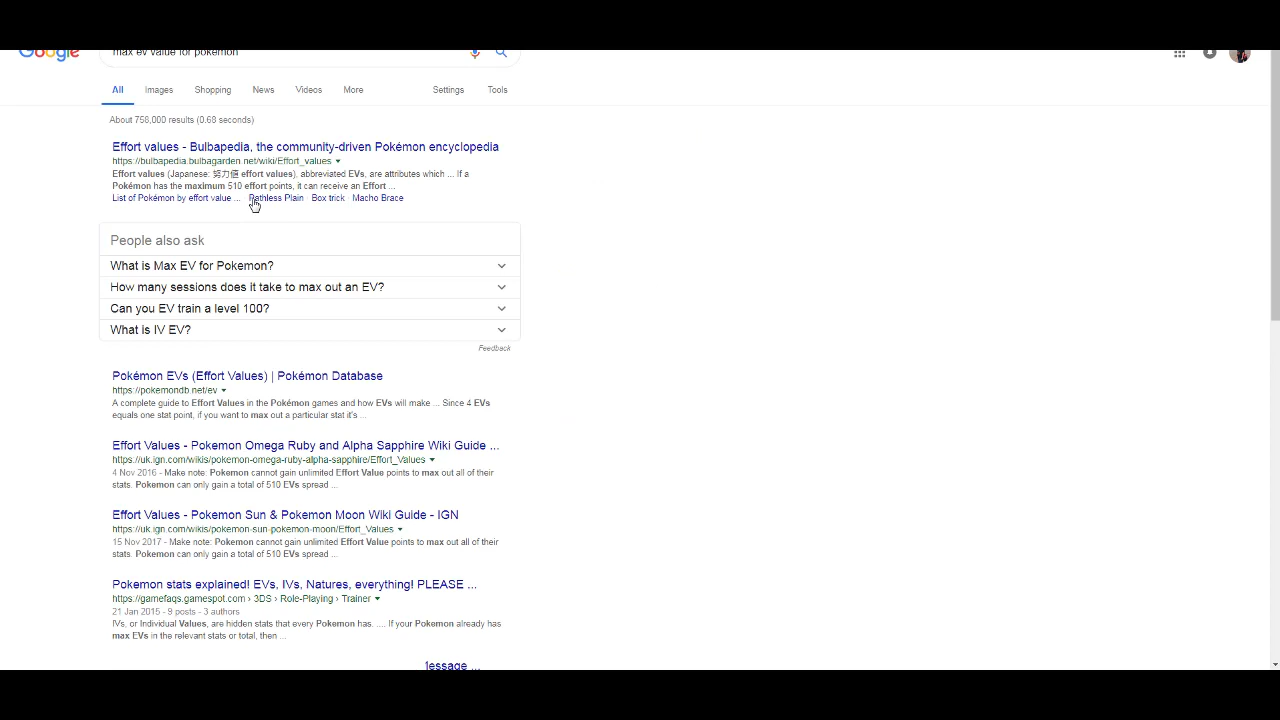 Google
max ev value for pokemon
All Images Shopping News Videos More Settings Tools
About 758,000 results (0.68 seconds)
Effort values - Bulbapedia, the community-driven Pokémon encyclopedia
https://bulbapedia.bulbagarden.net/wiki/Effort_values
Effort values (Japanese: 努力値 effort values), abbreviated EVs, are attributes which ... If a
Pokémon has the maximum 510 effort points, it can receive an Effort ...
List of Pokémon by effort value ... · Pathless Plain · Box trick · Macho Brace
People also ask
What is Max EV for Pokemon?
How many sessions does it take to max out an EV?
Can you EV train a level 100?
What is IV EV?
Feedback
Pokémon EVs (Effort Values) | Pokémon Database
https://pokemondb.net/ev
A complete guide to Effort Values in the Pokémon games and how EVs will make ... Since 4 EVs
equals one stat point, if you want to max out a particular stat it's ...
Effort Values - Pokemon Omega Ruby and Alpha Sapphire Wiki Guide ...
https://uk.ign.com/wikis/pokemon-omega-ruby-alpha-sapphire/Effort_Values
4 Nov 2016 - Make note: Pokemon cannot gain unlimited Effort Value points to max out all of their
stats. Pokemon can only gain a total of 510 EVs spread ...
Effort Values - Pokemon Sun & Pokemon Moon Wiki Guide - IGN
https://uk.ign.com/wikis/pokemon-sun-pokemon-moon/Effort_Values
15 Nov 2017 - Make note: Pokemon cannot gain unlimited Effort Value points to max out all of their
stats. Pokemon can only gain a total of 510 EVs spread ...
Pokemon stats explained! EVs, IVs, Natures, everything! PLEASE ...
https://gamefaqs.gamespot.com › 3DS › Role-Playing › Trainer
21 Jan 2015 - 9 posts - 3 authors
IVs, or Individual Values, are hidden stats that every Pokemon has. .... If your Pokemon already has
max EVs in the relevant stats or total, then ...